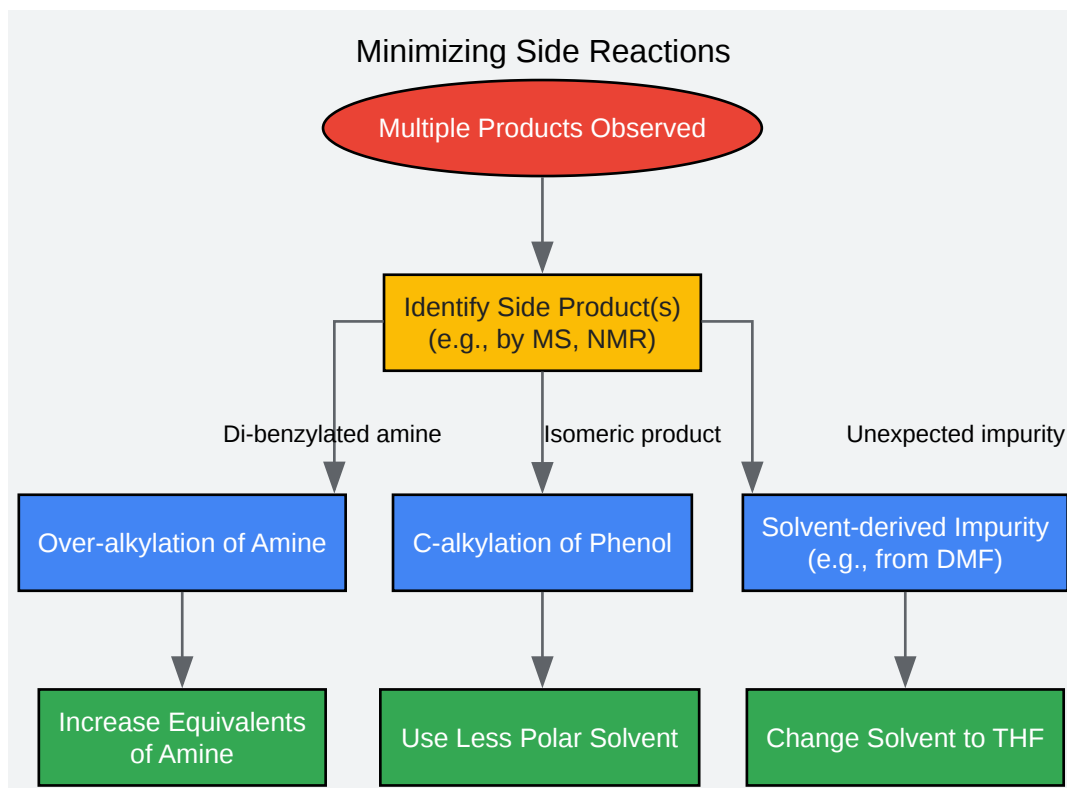 Minimizing Side Reactions
Multiple Products Observed
Identify Side Product(s)
(e.g., by MS, NMR)
Di-benzylated amine
Isomeric product
Unexpected impurity
Over-alkylation of Amine
C-alkylation of Phenol
Solvent-derived Impurity
(e.g., from DMF)
Increase Equivalents
of Amine
Use Less Polar Solvent
Change Solvent to THF